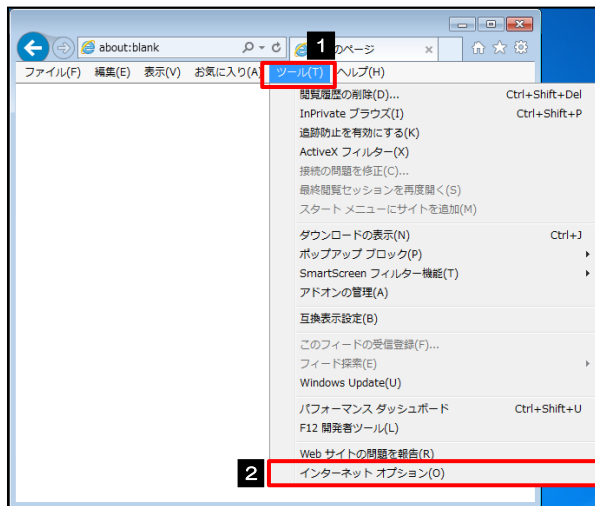 1
about:blank
のページ
ファイル(F) 編集(E) 表示(V) お気に入り(A) ツール(T) ヘルプ(H)
閲覧履歴の削除(D)... Ctrl+Shift+Del
InPrivate ブラウズ(I) Ctrl+Shift+P
追跡防止を有効にする(K)
ActiveX フィルター(X)
接続の問題を修正(C)...
最終閲覧セッションを再度開く(S)
スタート メニューにサイトを追加(M)
ダウンロードの表示(N) Ctrl+J
ポップアップ ブロック(P)
SmartScreen フィルター機能(T)
アドオンの管理(A)
互換表示設定(B)
このフィードの受信登録(F)...
フィード探索(E)
Windows Update(U)
パフォーマンス ダッシュボード Ctrl+Shift+U
F12 開発者ツール(L)
Web サイトの問題を報告(R)
2 インターネット オプション(O)